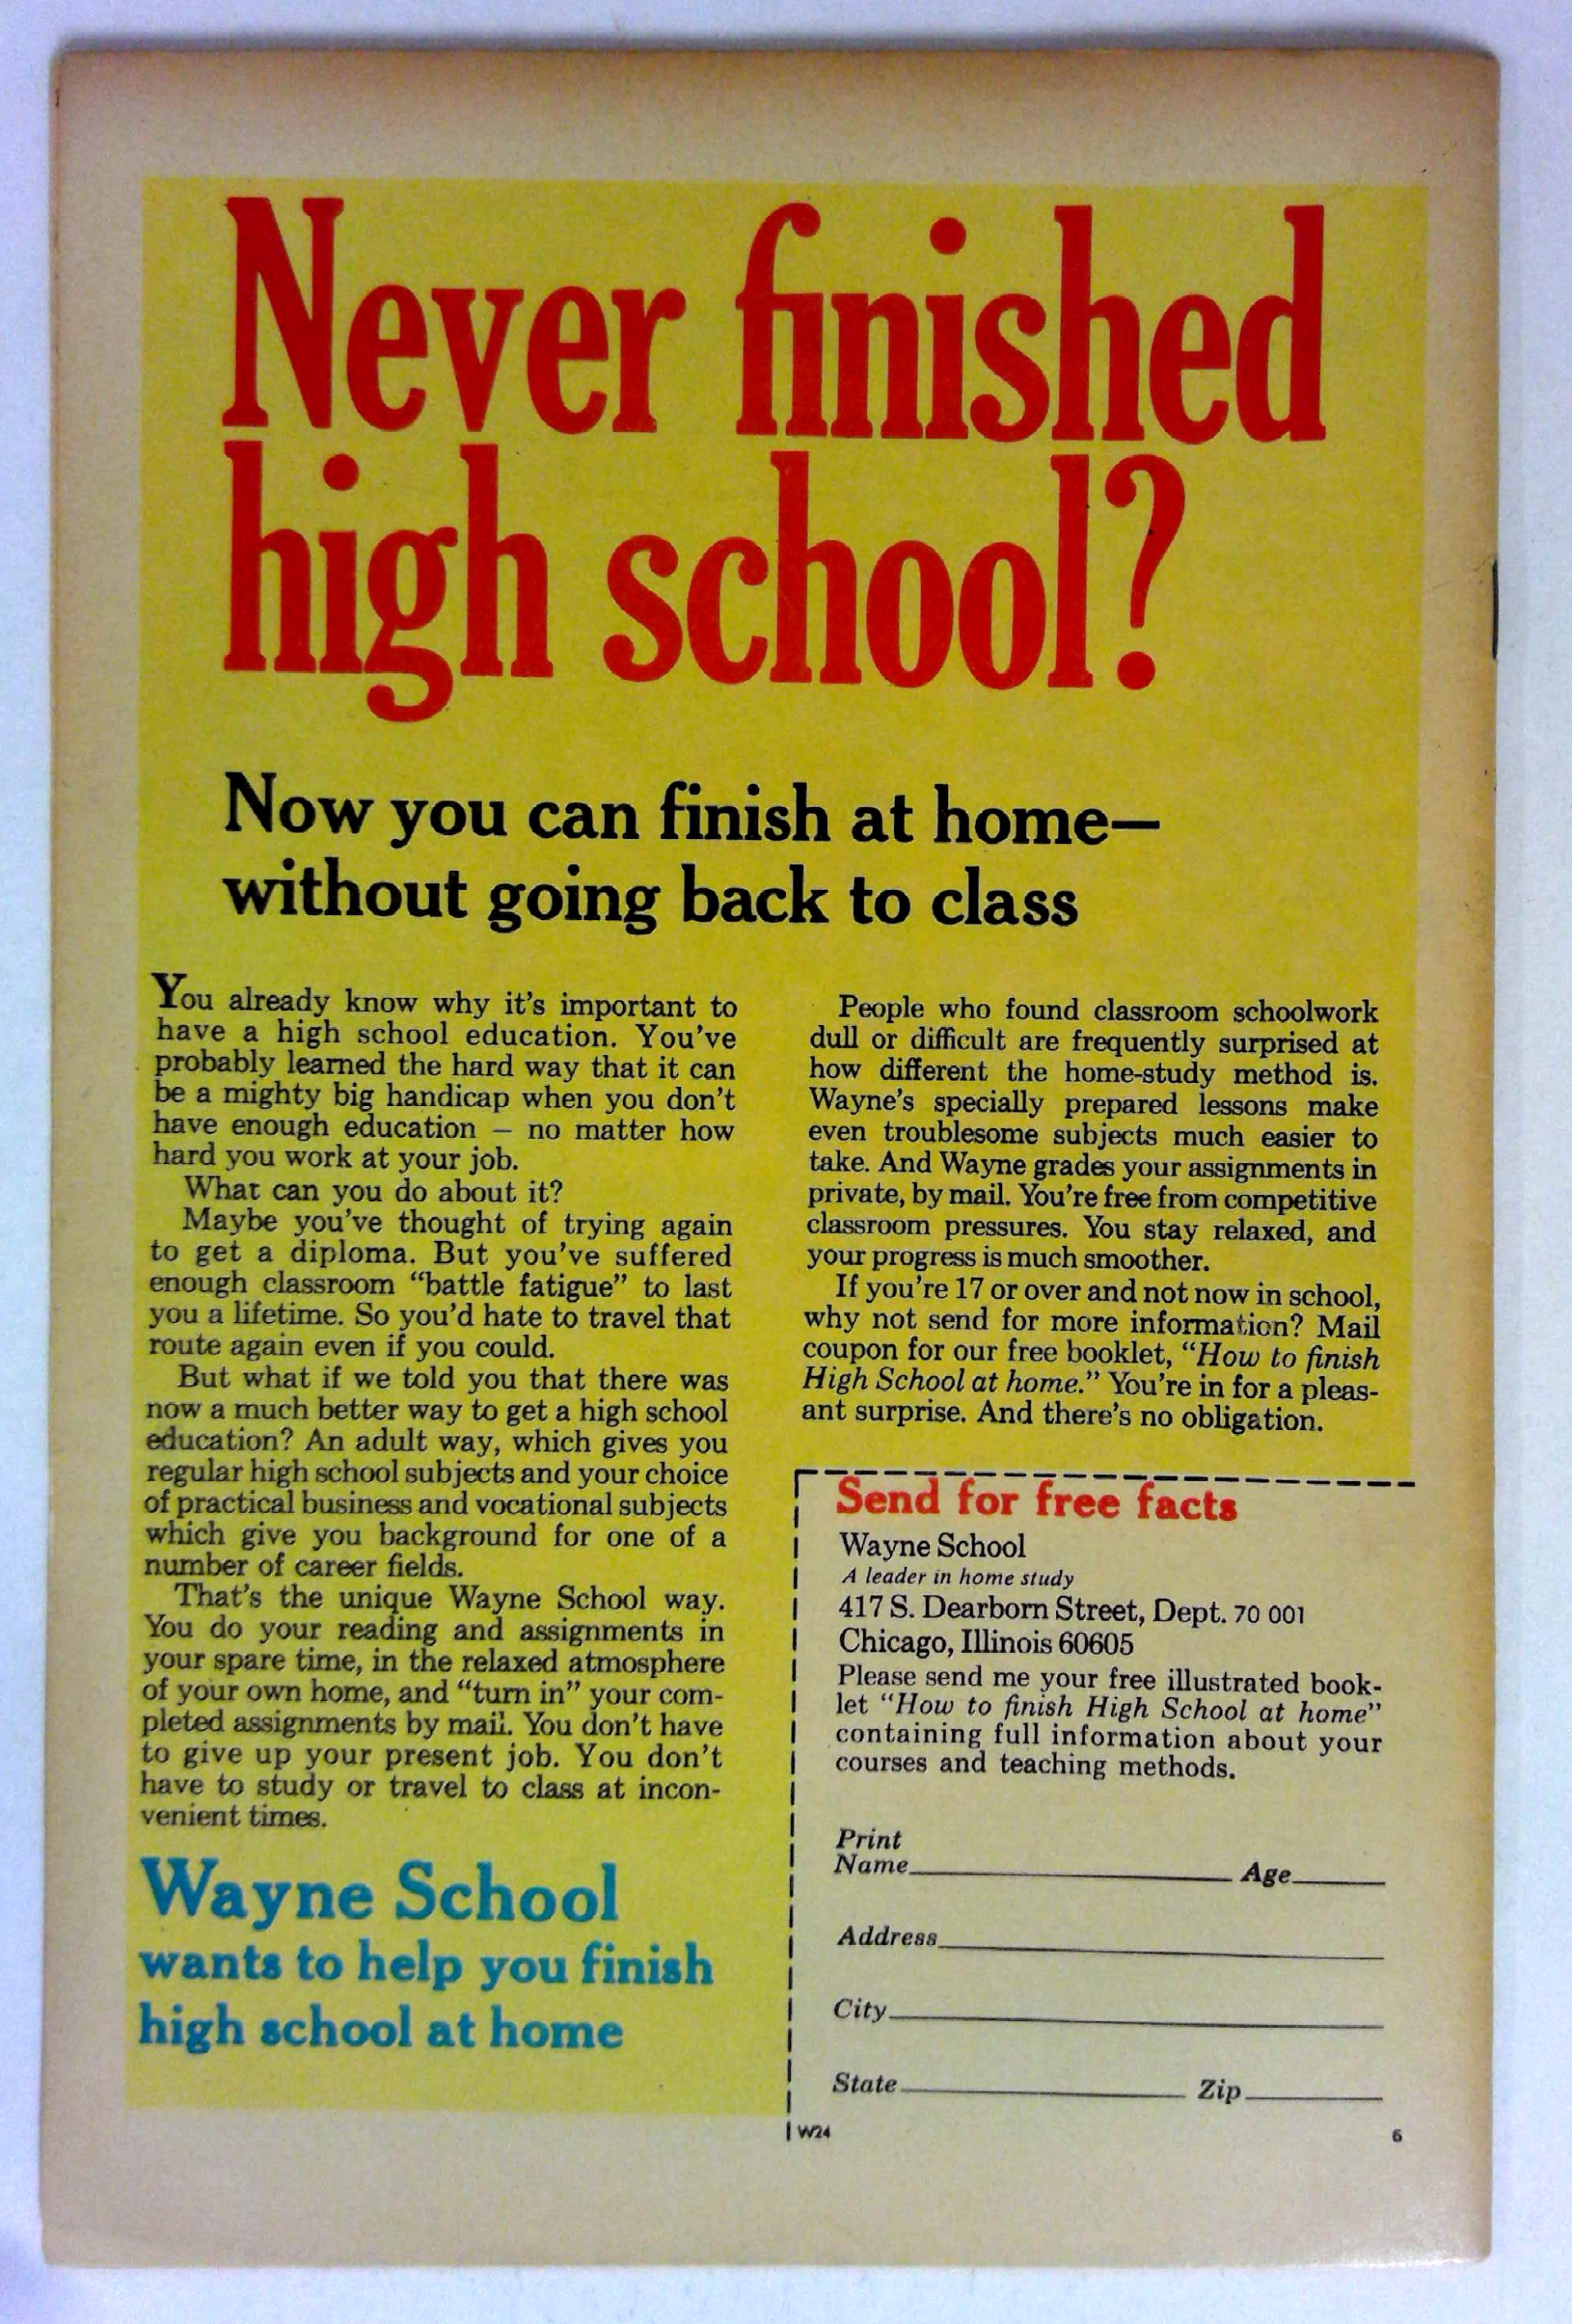 Never finished
high school?
Now you can finish at home—
without going back to class
You already know why it's important to
have a high school education. You've
probably learned the hard way that it can
be a mighty big handicap when you don't
have enough education – no matter how
hard you work at your job.
What can you do about it?
Maybe you've thought of trying again
to get a diploma. But you've suffered
enough classroom “battle fatigue” to last
you a lifetime. So you'd hate to travel that
route again even if you could.
But what if we told you that there was
now a much better way to get a high school
education? An adult way, which gives you
regular high school subjects and your choice
of practical business and vocational subjects
which give you background for one of a
number of career fields.
That's the unique Wayne School way.
You do your reading and assignments in
your spare time, in the relaxed atmosphere
of your own home, and “turn in” your com-
pleted assignments by mail. You don't have
to give up your present job. You don't
have to study or travel to class at incon-
venient times.
Wayne School
wants to help you finish
high school at home
People who found classroom schoolwork
dull or difficult are frequently surprised at
how different the home-study method is.
Wayne's specially prepared lessons make
even troublesome subjects much easier to
take. And Wayne grades your assignments in
private, by mail. You're free from competitive
classroom pressures. You stay relaxed, and
your progress is much smoother.
If you're 17 or over and not now in school,
why not send for more information? Mail
coupon for our free booklet, “How to finish
High School at home.” You're in for a pleas-
ant surprise. And there's no obligation.
Send for free facts
Wayne School
A leader in home study
417 S. Dearborn Street, Dept. 70 001
Chicago, Illinois 60605
Please send me your free illustrated book-
let “How to finish High School at home”
containing full information about your
courses and teaching methods.
Print
Name Age
Address
City
State Zip
W24 6